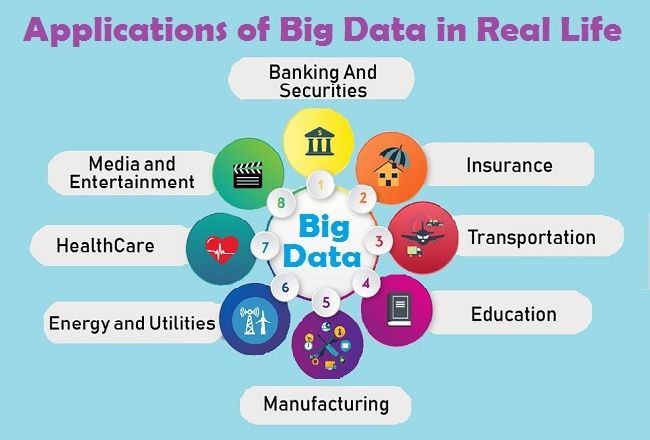 Applications of Big Data in Real Life
Banking And
Securities
Insurance
Transportation
Education
Manufacturing
Energy and Utilities
HealthCare
Media and
Entertainment
1
2
3
4
5
6
7
8
Big
Data